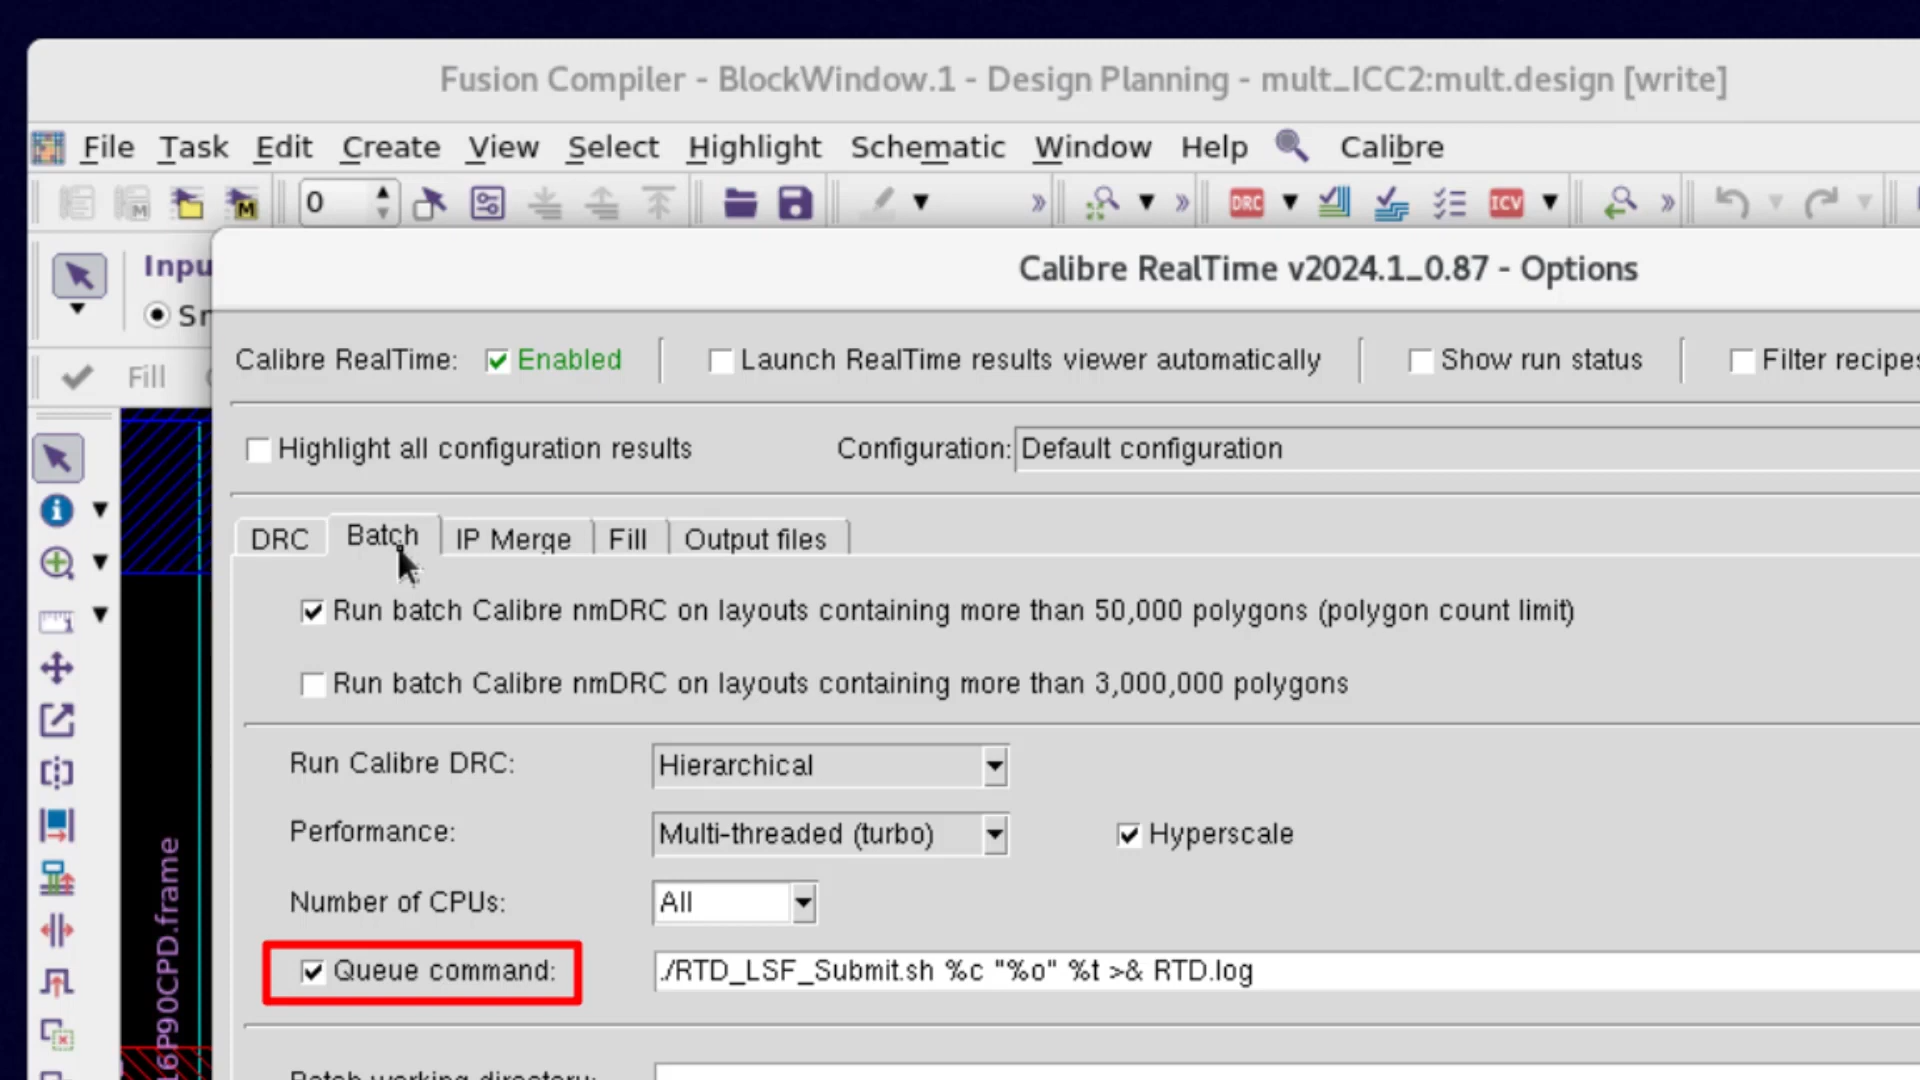 Fusion Compiler - BlockWindow.1 - Design Planning - mult_ICC2:mult.design [write]
File Task Edit Create View Select Highlight Schematic Window Help Calibre
M M 0 DRC ICV
Calibre RealTime v2024.1_0.87 - Options
Calibre RealTime: Enabled Launch RealTime results viewer automatically Show run status Filter recipes
Fill
Highlight all configuration results Configuration: Default configuration
DRC Batch IP Merge Fill Output files
Run batch Calibre nmDRC on layouts containing more than 50,000 polygons (polygon count limit)
Run batch Calibre nmDRC on layouts containing more than 3,000,000 polygons
Run Calibre DRC: Hierarchical
Performance: Multi-threaded (turbo) Hyperscale
Number of CPUs: All
Queue command: ./RTD_LSF_Submit.sh %c "%o" %t >& RTD.log
Batch working directory:
16P90CPD.frame